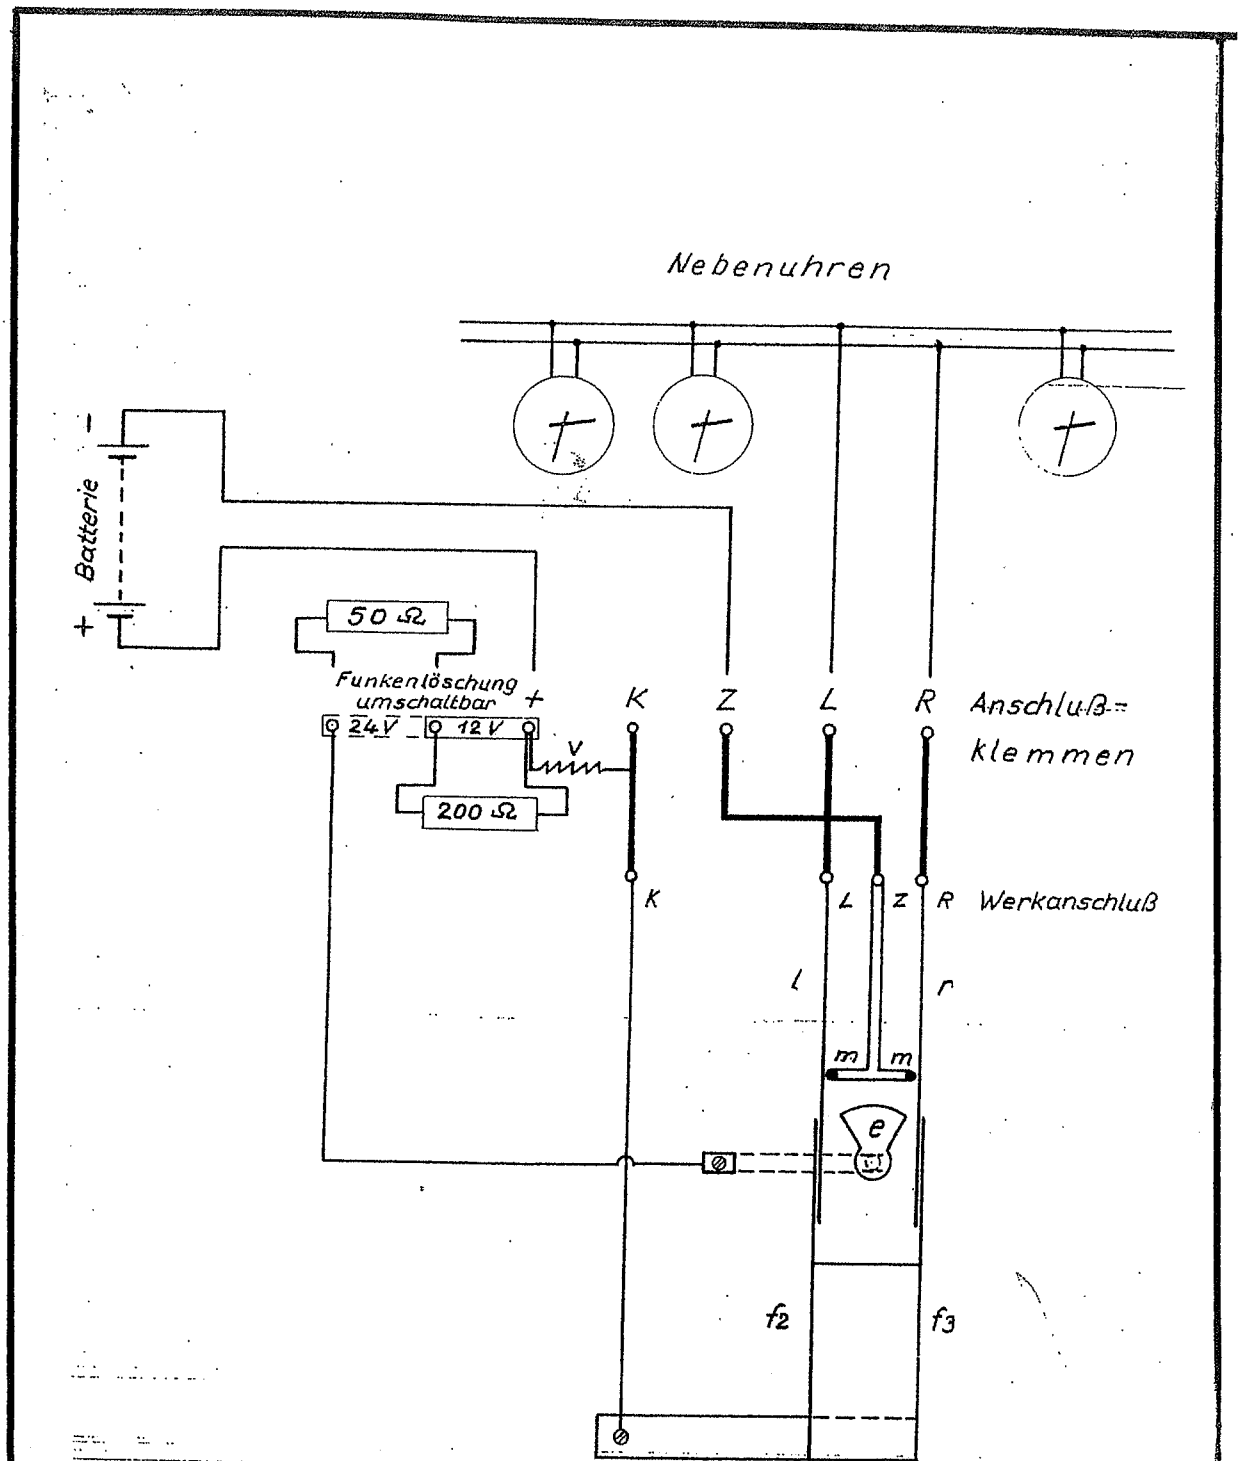 Nebenuhren
−
Batterie
+
50 Ω
Funkenlöschung
umschaltbar
+ K Z L R Anschluß=
klemmen
24V 12V
V
200 Ω
K L Z R Werkanschluß
l r
m m
e
f2 f3